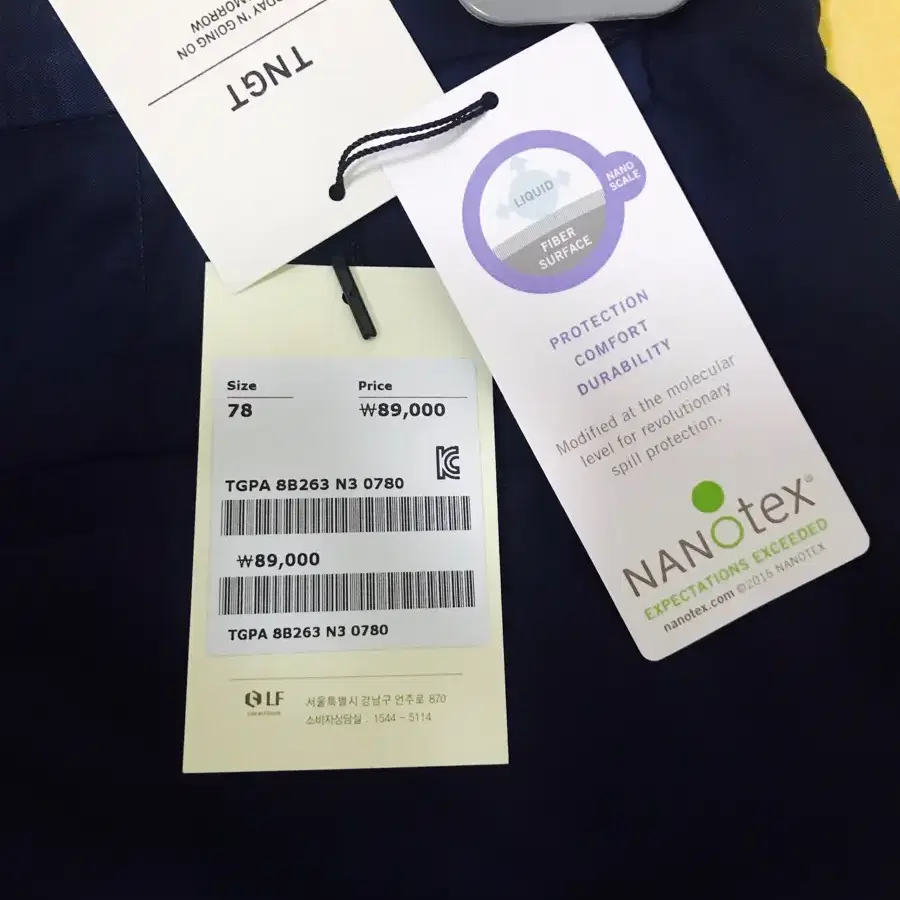 N GOING ON
TNGT
LIQUID
FIBER
SURFACE
NANO
SCALE
PROTECTION
COMFORT
DURABILITY
Modified at the molecular
level for revolutionary
spill protection.
NANOtex®
EXPECTATIONS EXCEEDED
nanotex.com ©2016 NANOTEX
Size Price
78 ₩89,000
TGPA 8B263 N3 0780
₩89,000
TGPA 8B263 N3 0780
LF
서울특별시 강남구 언주로 870
소비자상담실 . 1544 - 5114